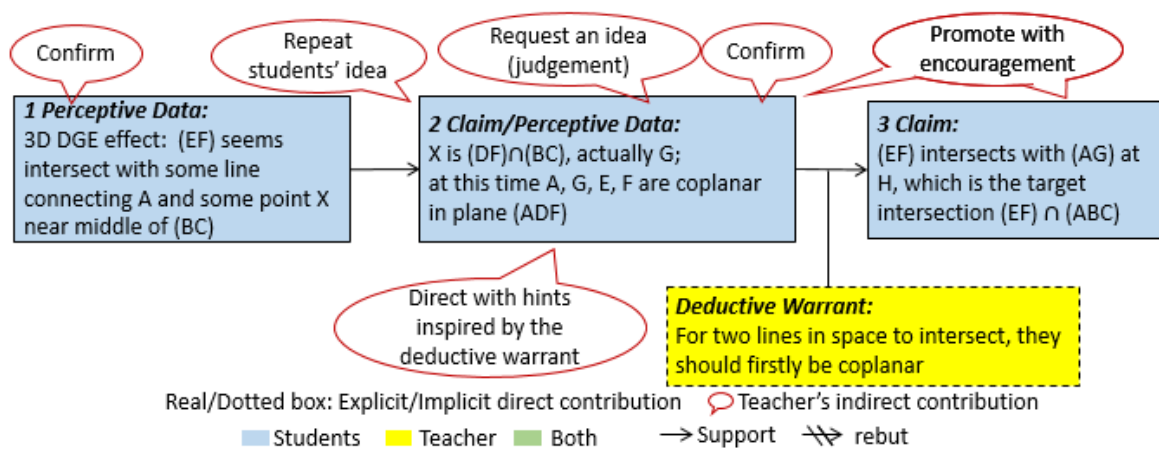 Confirm
Repeat
students' idea
Request an idea
(judgement)
Confirm
Promote with
encouragement
1 Perceptive Data:
3D DGE effect:  (EF) seems
intersect with some line
connecting A and some point X
near middle of (BC)
2 Claim/Perceptive Data:
X is (DF)∩(BC), actually G;
at this time A, G, E, F are coplanar
in plane (ADF)
3 Claim:
(EF) intersects with (AG) at
H, which is the target
intersection (EF) ∩ (ABC)
Direct with hints
inspired by the
deductive warrant
Deductive Warrant:
For two lines in space to intersect, they
should firstly be coplanar
Real/Dotted box: Explicit/Implicit direct contribution Teacher's indirect contribution
Students Teacher Both Support rebut